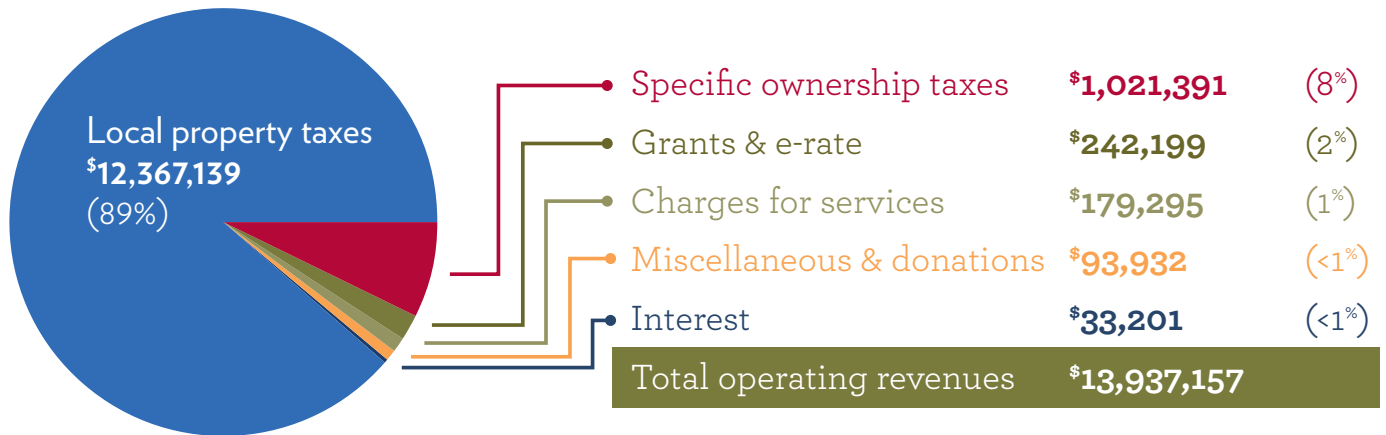 Local property taxes
$12,367,139
(89%)
Specific ownership taxes $1,021,391 (8%)
Grants & e-rate $242,199 (2%)
Charges for services $179,295 (1%)
Miscellaneous & donations $93,932 (<1%)
Interest $33,201 (<1%)
Total operating revenues $13,937,157